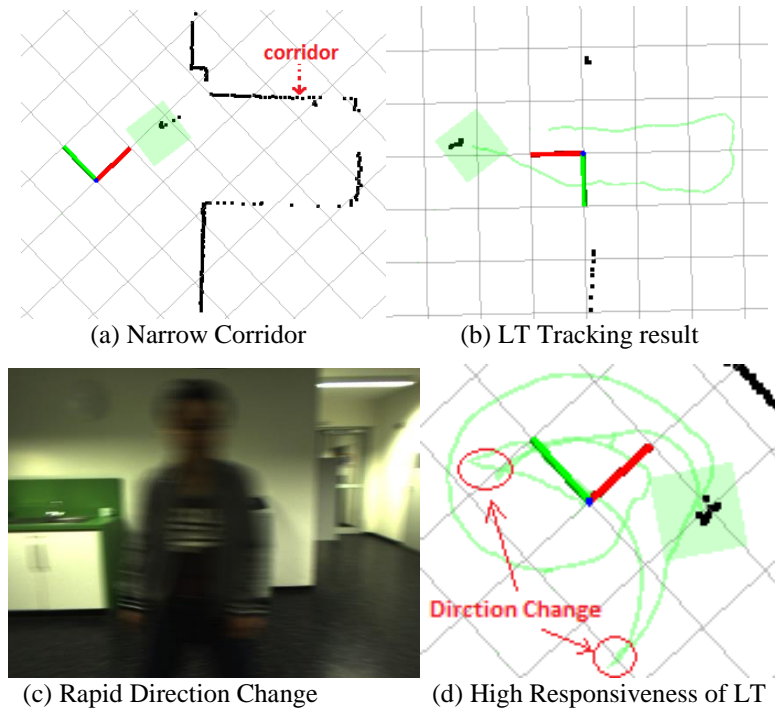 corridor
(a) Narrow Corridor
(b) LT Tracking result
Dirction Change
(c) Rapid Direction Change
(d) High Responsiveness of LT